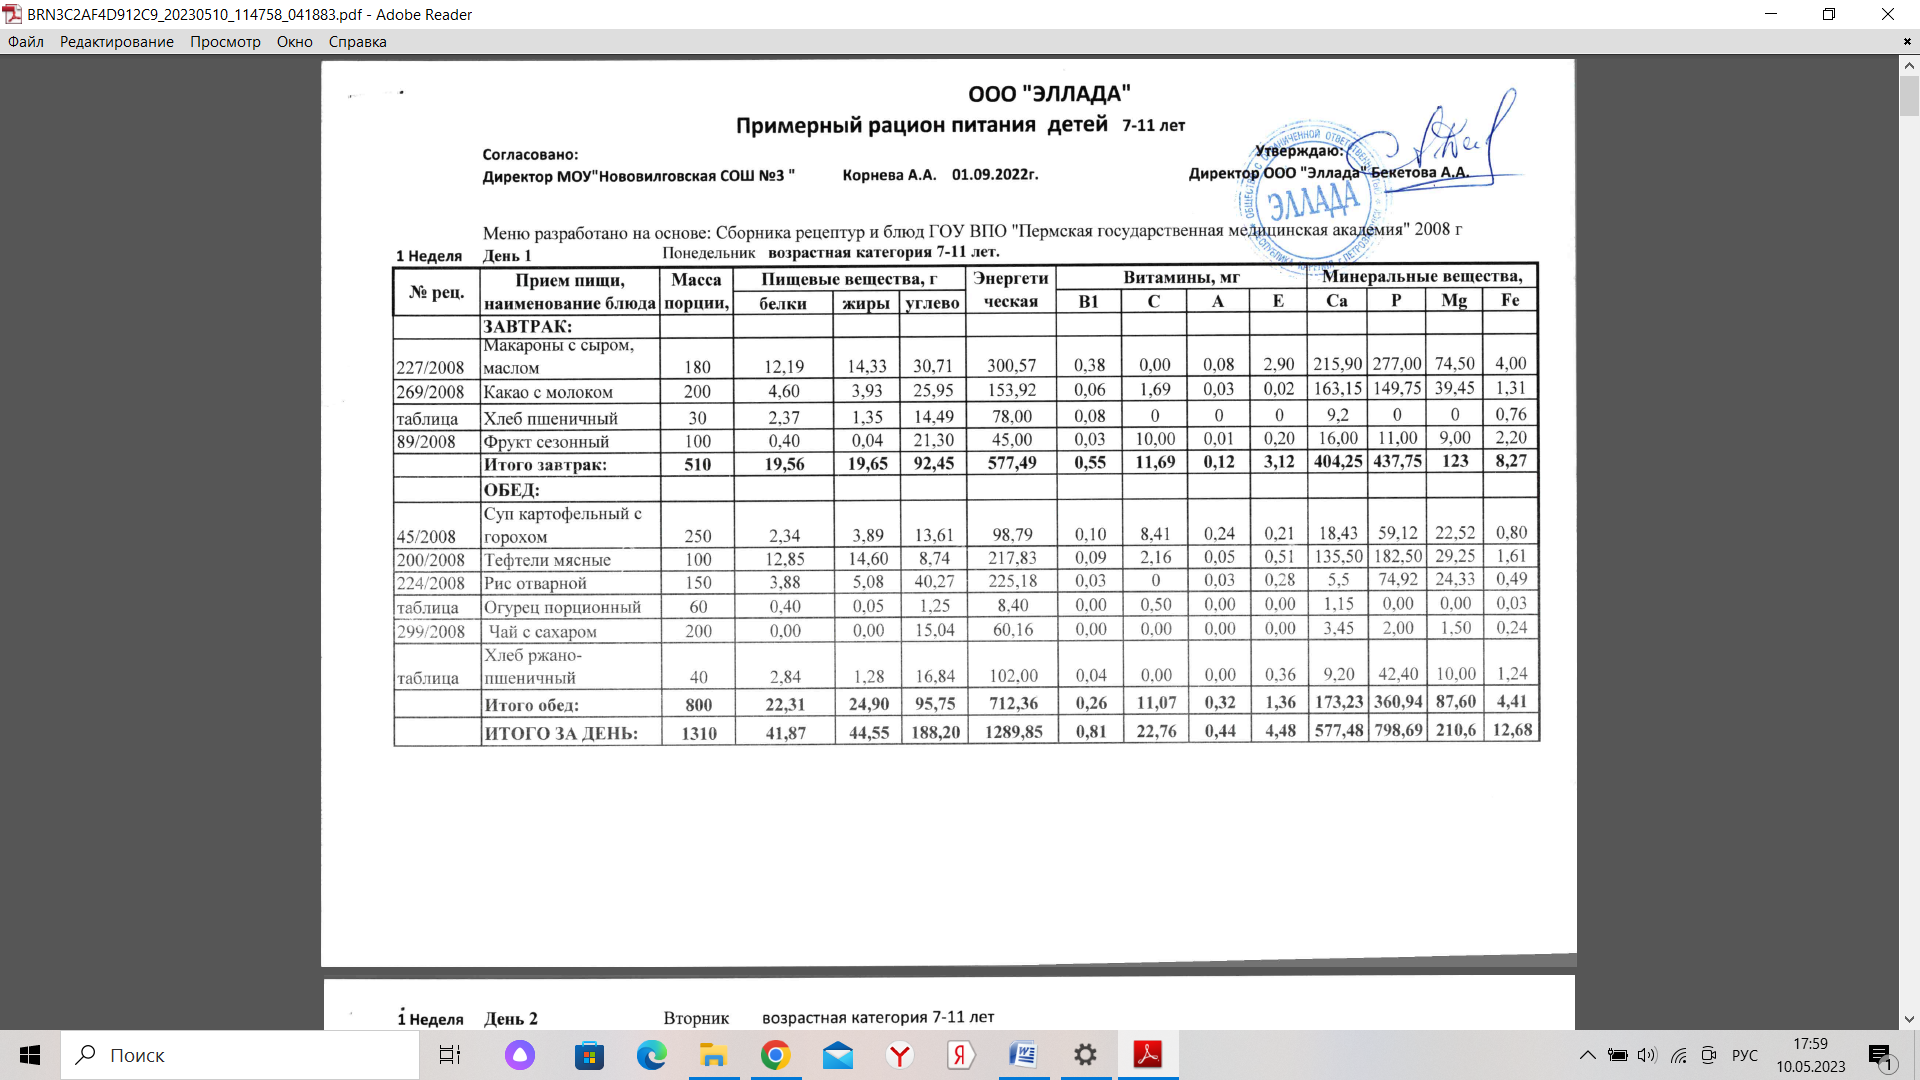 BRN3C2AF4D912C9_20230510_114758_041883.pdf - Adobe Reader
Файл Редактирование Просмотр Окно Справка
ООО "ЭЛЛАДА"
Примерный рацион питания детей 7-11 лет
Согласовано: Утверждаю:
Директор МОУ"Нововилговская СОШ №3 " Корнева А.А. 01.09.2022г. Директор ООО "Эллада" Бекетова А.А.
ЭЛЛАДА
Меню разработано на основе: Сборника рецептур и блюд ГОУ ВПО "Пермская государственная медицинская академия" 2008 г
1 Неделя День 1 Понедельник возрастная категория 7-11 лет.
№ рец. Прием пищи, наименование блюда Масса порции, Пищевые вещества, г Энергети ческая Витамины, мг Минеральные вещества,
белки жиры углево B1 C A E Ca P Mg Fe
ЗАВТРАК:
227/2008 Макароны с сыром, маслом 180 12,19 14,33 30,71 300,57 0,38 0,00 0,08 2,90 215,90 277,00 74,50 4,00
269/2008 Какао с молоком 200 4,60 3,93 25,95 153,92 0,06 1,69 0,03 0,02 163,15 149,75 39,45 1,31
таблица Хлеб пшеничный 30 2,37 1,35 14,49 78,00 0,08 0 0 0 9,2 0 0 0,76
89/2008 Фрукт сезонный 100 0,40 0,04 21,30 45,00 0,03 10,00 0,01 0,20 16,00 11,00 9,00 2,20
Итого завтрак: 510 19,56 19,65 92,45 577,49 0,55 11,69 0,12 3,12 404,25 437,75 123 8,27
ОБЕД:
45/2008 Суп картофельный с горохом 250 2,34 3,89 13,61 98,79 0,10 8,41 0,24 0,21 18,43 59,12 22,52 0,80
200/2008 Тефтели мясные 100 12,85 14,60 8,74 217,83 0,09 2,16 0,05 0,51 135,50 182,50 29,25 1,61
224/2008 Рис отварной 150 3,88 5,08 40,27 225,18 0,03 0 0,03 0,28 5,5 74,92 24,33 0,49
таблица Огурец порционный 60 0,40 0,05 1,25 8,40 0,00 0,50 0,00 0,00 1,15 0,00 0,00 0,03
299/2008 Чай с сахаром 200 0,00 0,00 15,04 60,16 0,00 0,00 0,00 0,00 3,45 2,00 1,50 0,24
таблица Хлеб ржано-пшеничный 40 2,84 1,28 16,84 102,00 0,04 0,00 0,00 0,36 9,20 42,40 10,00 1,24
Итого обед: 800 22,31 24,90 95,75 712,36 0,26 11,07 0,32 1,36 173,23 360,94 87,60 4,41
ИТОГО ЗА ДЕНЬ: 1310 41,87 44,55 188,20 1289,85 0,81 22,76 0,44 4,48 577,48 798,69 210,6 12,68
1 Неделя День 2 Вторник возрастная категория 7-11 лет
Поиск
РУС
17:59
10.05.2023
1